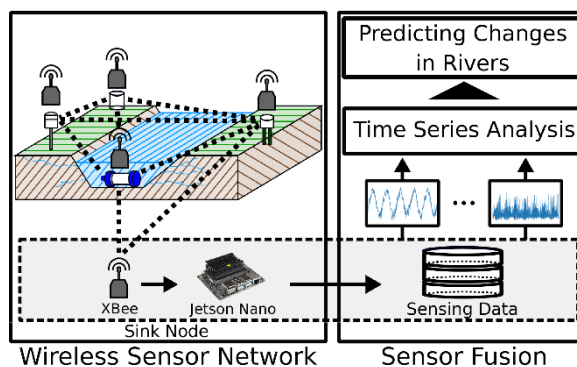 Predicting Changes
in Rivers
Time Series Analysis
...
XBee
Jetson Nano
Sensing Data
Sink Node
Wireless Sensor Network
Sensor Fusion